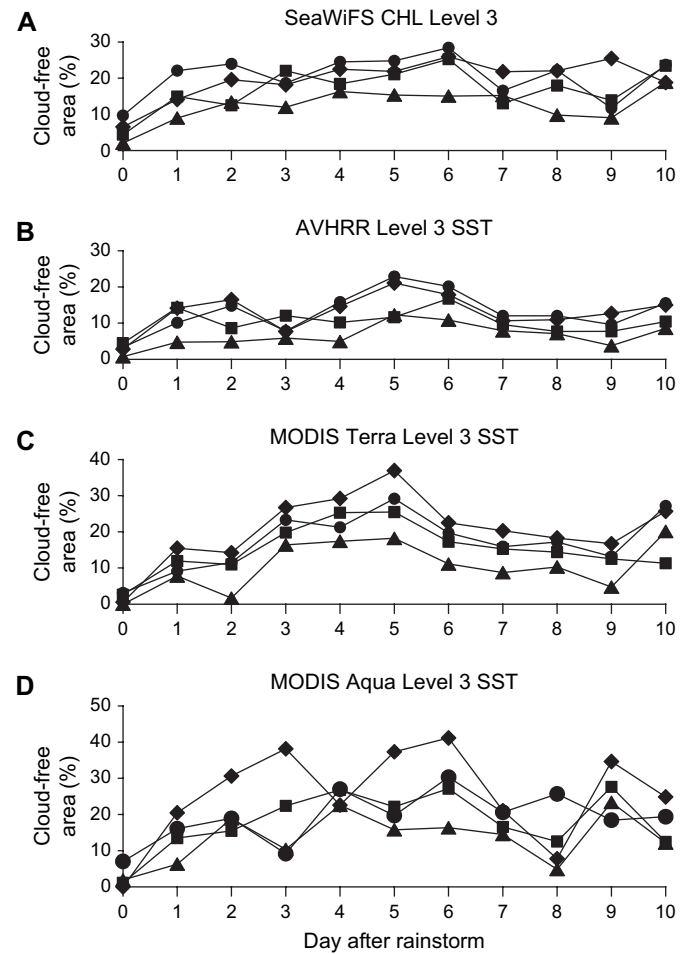 A
SeaWiFS CHL Level 3
Cloud-free
area (%)
30
20
10
0
0 1 2 3 4 5 6 7 8 9 10
B
AVHRR Level 3 SST
Cloud-free
area (%)
30
20
10
0
0 1 2 3 4 5 6 7 8 9 10
C
MODIS Terra Level 3 SST
Cloud-free
area (%)
40
30
20
10
0
0 1 2 3 4 5 6 7 8 9 10
D
MODIS Aqua Level 3 SST
Cloud-free
area (%)
50
40
30
20
10
0
0 1 2 3 4 5 6 7 8 9 10
Day after rainstorm